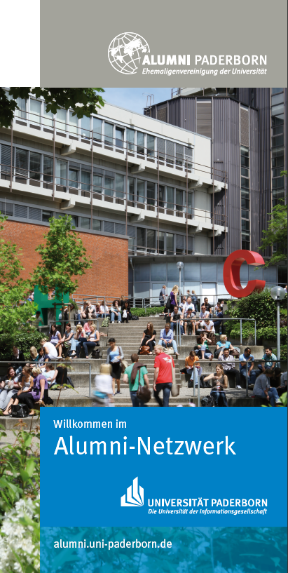 ALUMNI PADERBORN
Ehemaligenvereinigung der Universität
C
Willkommen im
Alumni-Netzwerk
UNIVERSITÄT PADERBORN
Die Universität der Informationsgesellschaft
alumni.uni-paderborn.de